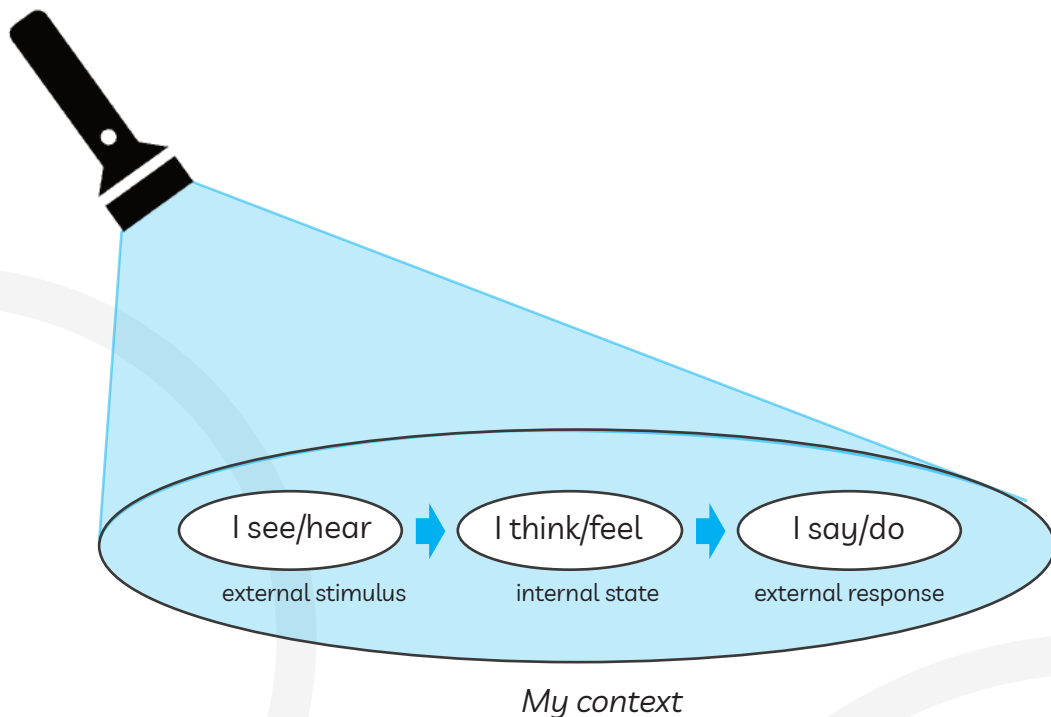 I see/hear
I think/feel
I say/do
external stimulus
internal state
external response
My context